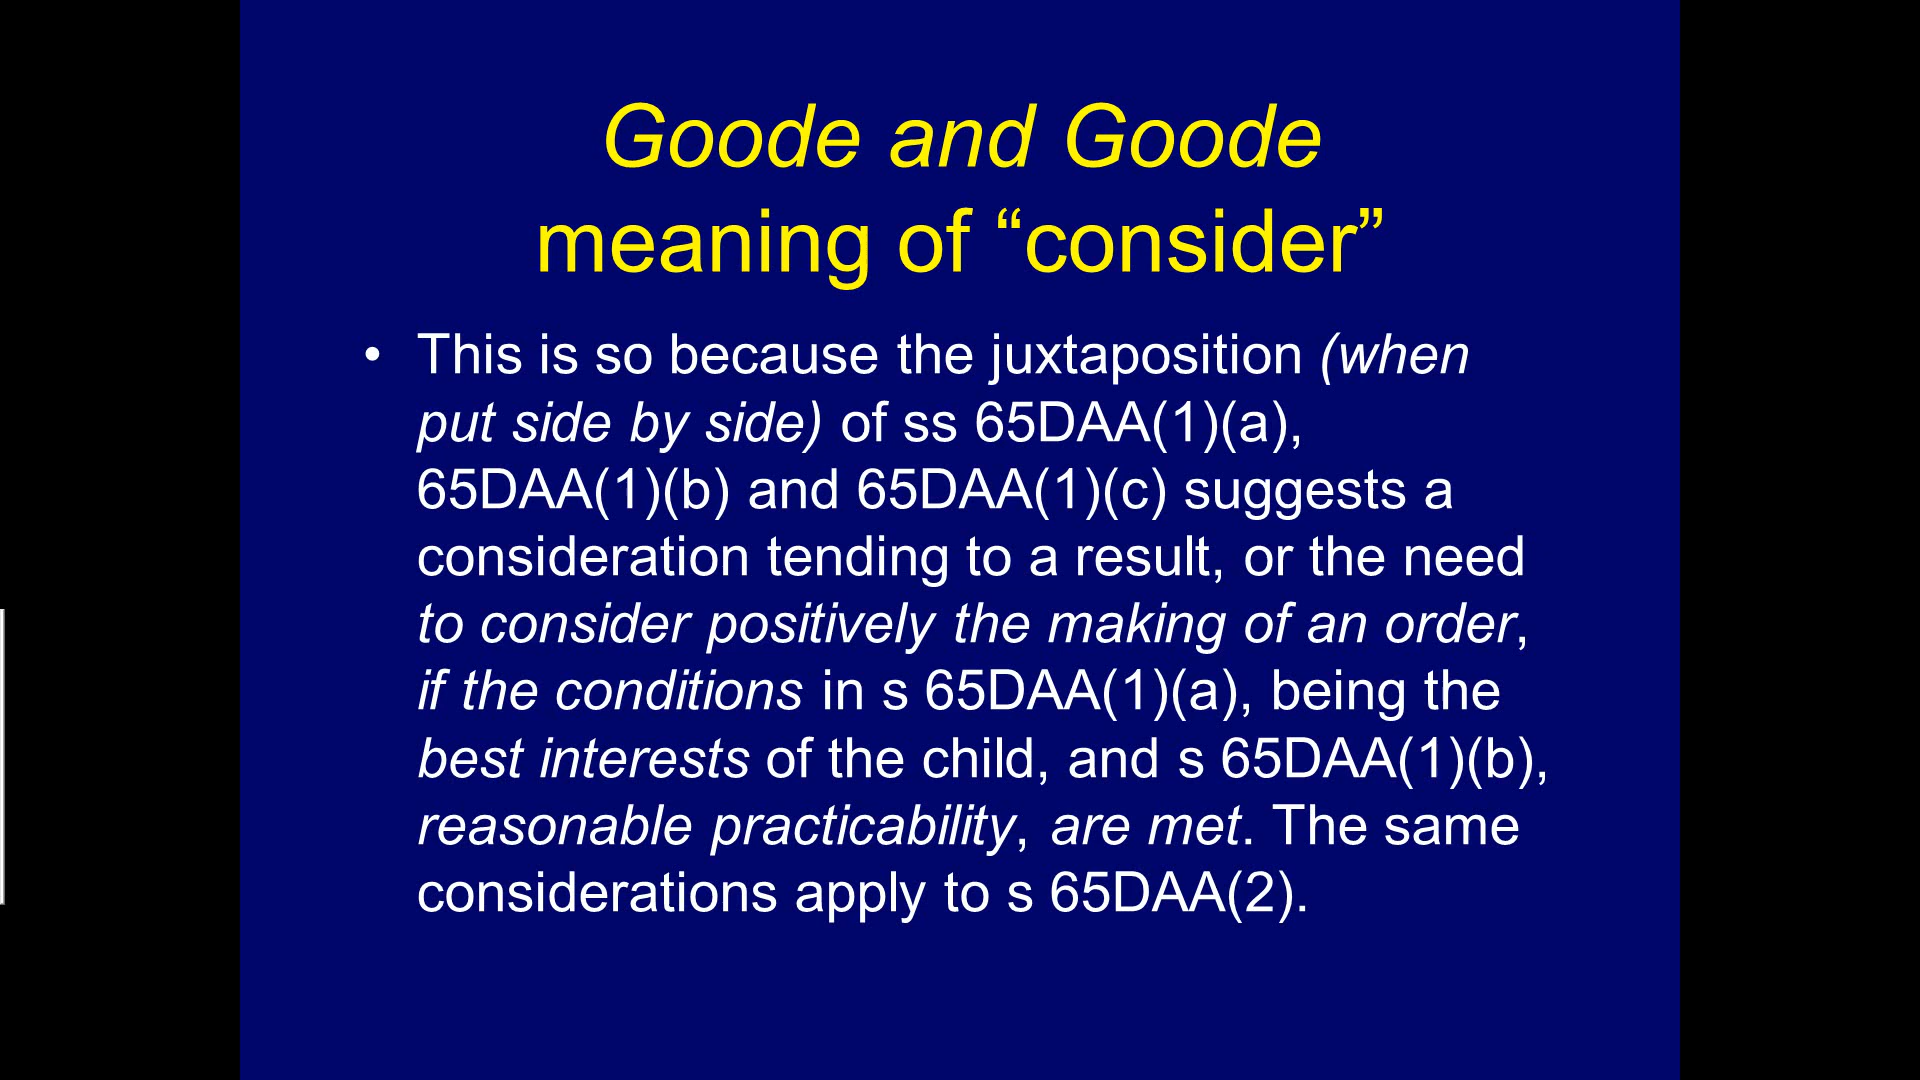 Goode and Goode
meaning of “consider”
• This is so because the juxtaposition (when
put side by side) of ss 65DAA(1)(a),
65DAA(1)(b) and 65DAA(1)(c) suggests a
consideration tending to a result, or the need
to consider positively the making of an order,
if the conditions in s 65DAA(1)(a), being the
best interests of the child, and s 65DAA(1)(b),
reasonable practicability, are met. The same
considerations apply to s 65DAA(2).